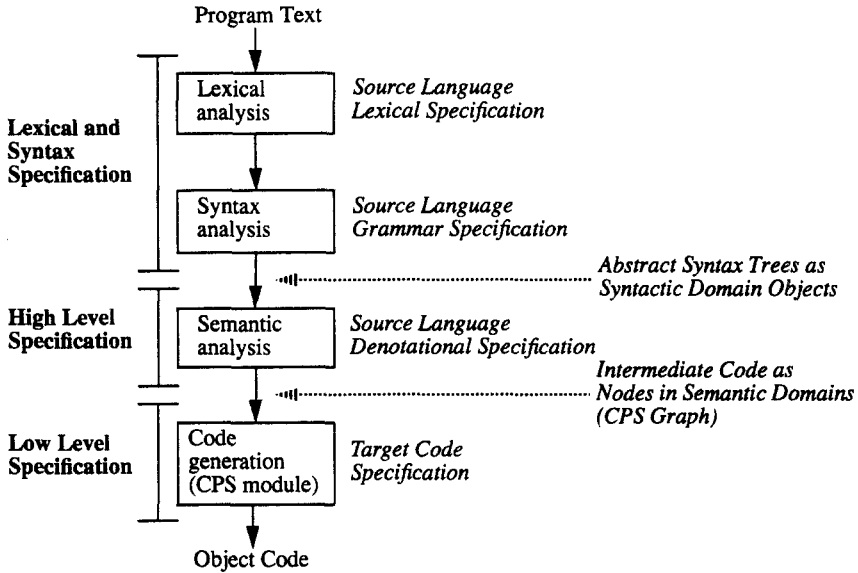 Program Text
Lexical
analysis
Source Language
Lexical Specification
Lexical and
Syntax
Specification
Syntax
analysis
Source Language
Grammar Specification
Abstract Syntax Trees as
Syntactic Domain Objects
High Level
Specification
Semantic
analysis
Source Language
Denotational Specification
Intermediate Code as
Nodes in Semantic Domains
(CPS Graph)
Low Level
Specification
Code
generation
(CPS module)
Target Code
Specification
Object Code